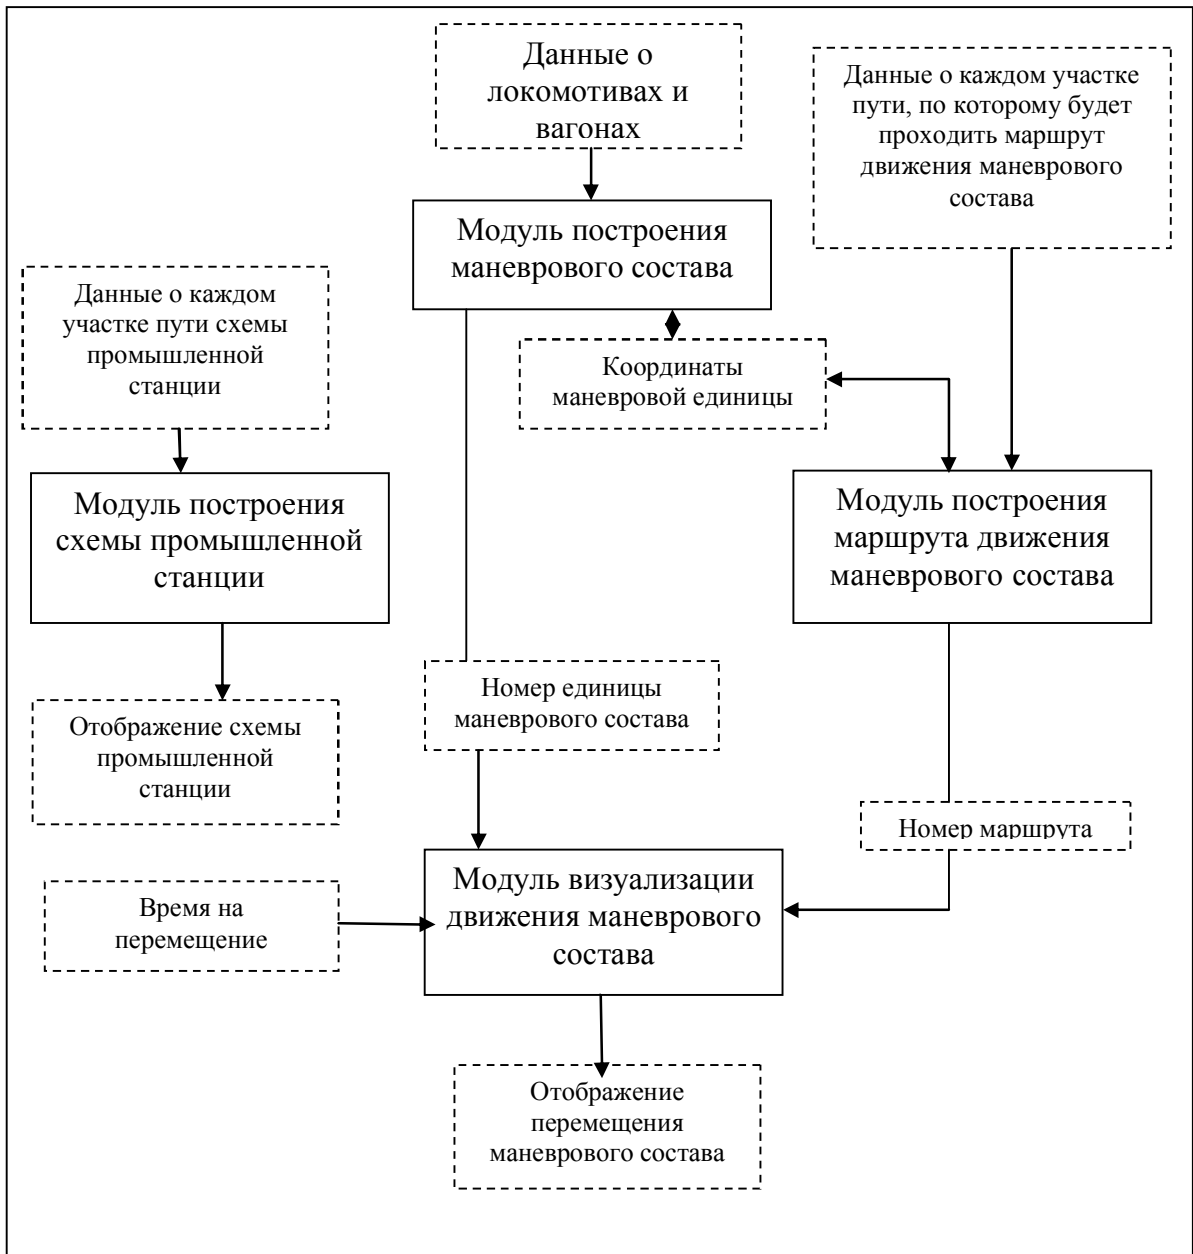 Данные о
локомотивах и
вагонах
Данные о каждом участке
пути, по которому будет
проходить маршрут
движения маневрового
состава
Модуль построения
маневрового состава
Данные о каждом
участке пути схемы
промышленной
станции
Координаты
маневровой единицы
Модуль построения
схемы промышленной
станции
Модуль построения
маршрута движения
маневрового состава
Номер единицы
маневрового состава
Отображение схемы
промышленной
станции
Номер маршрута
Модуль визуализации
движения маневрового
состава
Время на
перемещение
Отображение
перемещения
маневрового состава